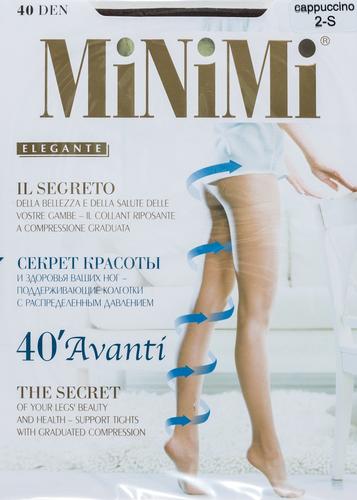 40 DEN
cappuccino
2-S
MiNiMi®
ELEGANTE
IL SEGRETO
DELLA BELLEZZA E DELLA SALUTE DELLE
VOSTRE GAMBE – IL COLLANT RIPOSANTE
A COMPRESSIONE GRADUATA
СЕКРЕТ КРАСОТЫ
И ЗДОРОВЬЯ ВАШИХ НОГ –
ПОДДЕРЖИВАЮЩИЕ КОЛГОТКИ
С РАСПРЕДЕЛЕННЫМ ДАВЛЕНИЕМ
40'Avanti
THE SECRET
OF YOUR LEGS' BEAUTY
AND HEALTH – SUPPORT TIGHTS
WITH GRADUATED COMPRESSION